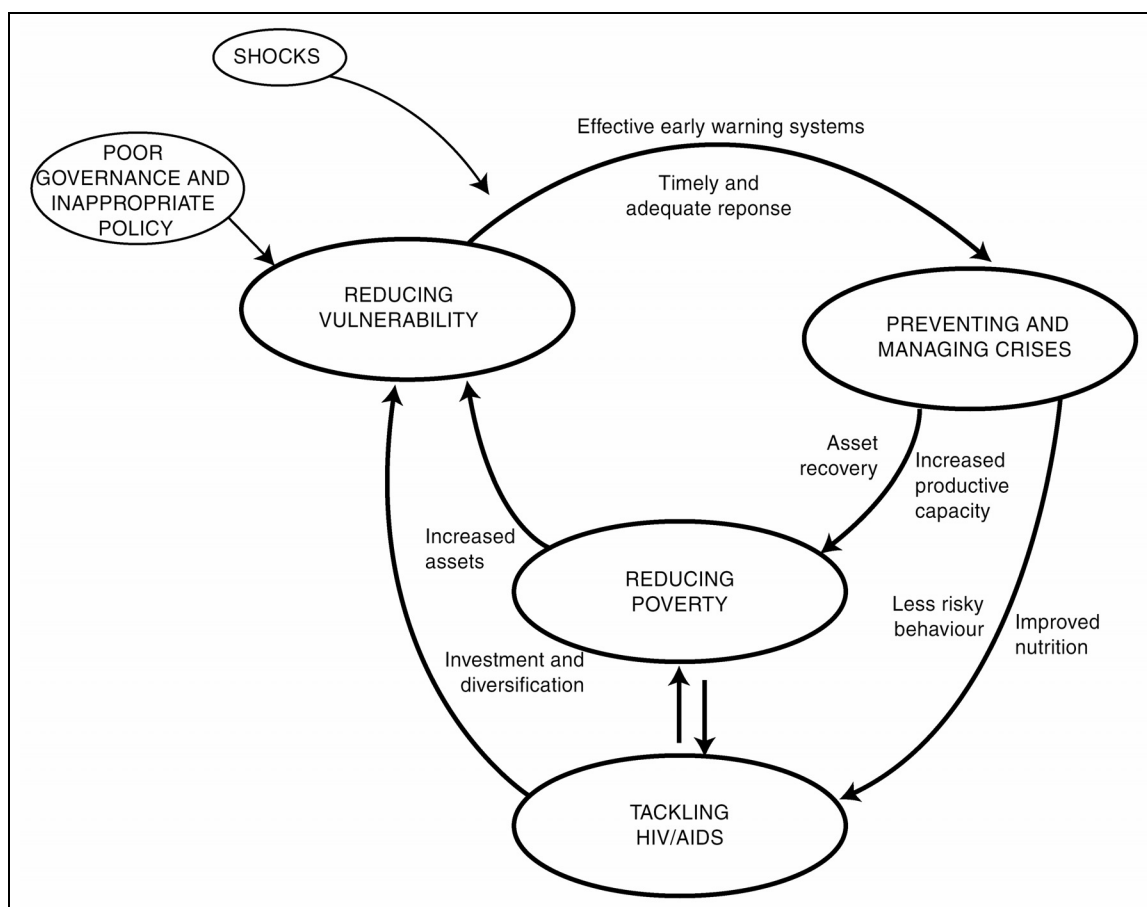 SHOCKS
POOR
GOVERNANCE AND
INAPPROPRIATE
POLICY
Effective early warning systems
Timely and
adequate reponse
REDUCING
VULNERABILITY
PREVENTING AND
MANAGING CRISES
Asset
recovery
Increased
productive
capacity
Increased
assets
REDUCING
POVERTY
Less risky
behaviour
Improved
nutrition
Investment and
diversification
TACKLING
HIV/AIDS